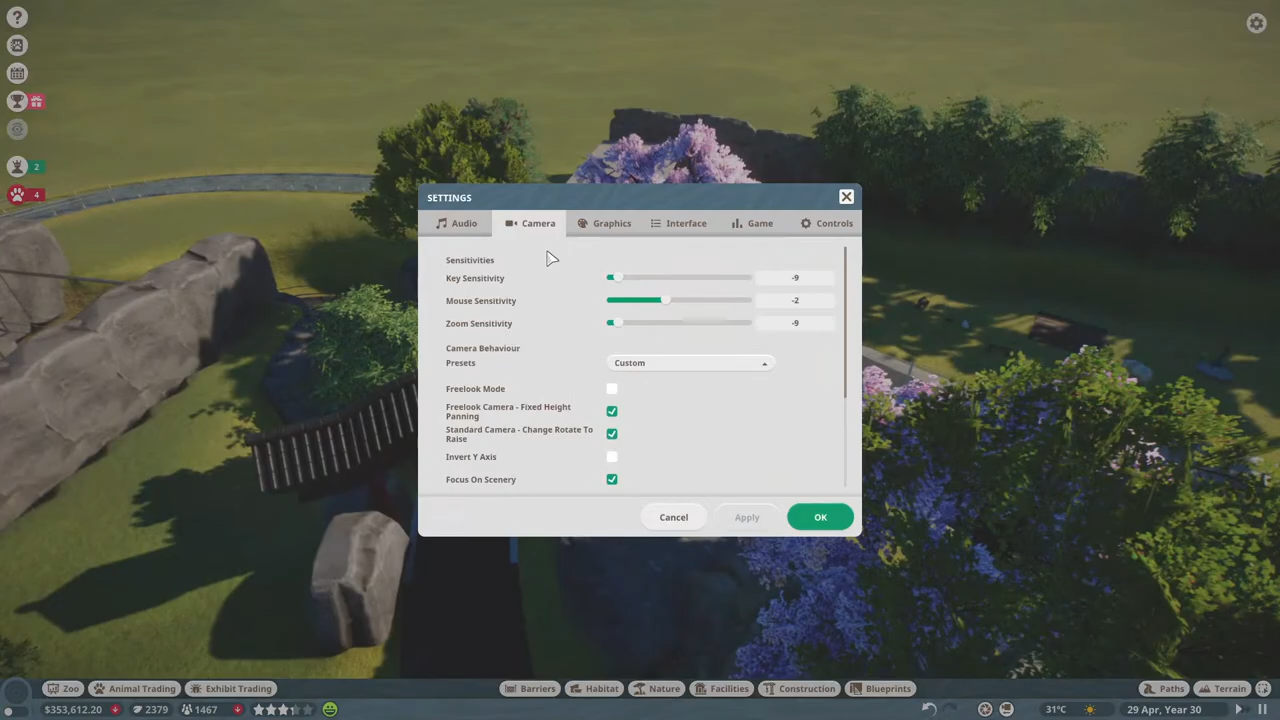 ?
2
4
SETTINGS
Audio Camera Graphics Interface Game Controls
Sensitivities
Key Sensitivity -9
Mouse Sensitivity -2
Zoom Sensitivity -9
Camera Behaviour
Presets Custom
Freelook Mode
Freelook Camera - Fixed Height
Panning
Standard Camera - Change Rotate To
Raise
Invert Y Axis
Focus On Scenery
Cancel Apply OK
Zoo Animal Trading Exhibit Trading Barriers Habitat Nature Facilities Construction Blueprints Paths Terrain
$353,612.20 2379 1467 31°C 29 Apr, Year 30